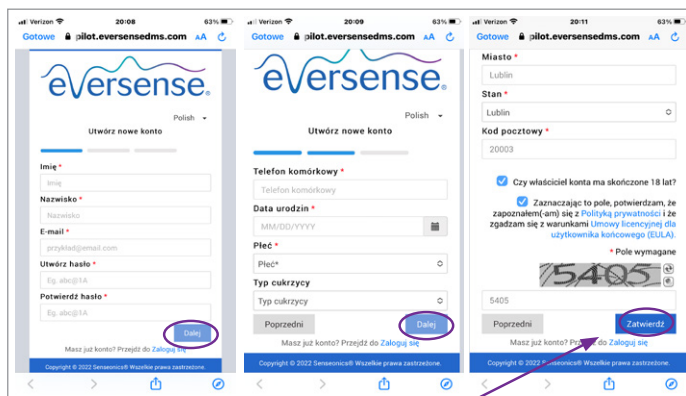 Verizon 20:08 63%
Gotowe pilot.eversensedms.com AA
eversense®
Polish
Utwórz nowe konto
Imię *
Imię
Nazwisko *
Nazwisko
E-mail *
przykład@email.com
Utwórz hasło *
Eg. abc@1A
Potwierdź hasło *
Eg. abc@1A
Dalej
Masz już konto? Przejdź do Zaloguj się
Copyright © 2022 Senseonics® Wszelkie prawa zastrzeżone.
Verizon 20:09 63%
Gotowe pilot.eversensedms.com AA
eversense®
Polish
Utwórz nowe konto
Telefon komórkowy *
Telefon komórkowy
Data urodzin *
MM/DD/YYYY
Płeć *
Płeć*
Typ cukrzycy
Typ cukrzycy
Poprzedni Dalej
Masz już konto? Przejdź do Zaloguj się
Copyright © 2022 Senseonics® Wszelkie prawa zastrzeżone.
Verizon 20:11 63%
Gotowe pilot.eversensedms.com AA
Miasto *
Lublin
Stan *
Lublin
Kod pocztowy *
20003
Czy właściciel konta ma skończone 18 lat?
Zaznaczając to pole, potwierdzam, że
zapoznałem(-am) się z Polityką prywatności i że
zgadzam się z warunkami Umowy licencyjnej dla
użytkownika końcowego (EULA).
* Pole wymagane
5405
5405
Poprzedni Zatwierdź
Masz już konto? Przejdź do Zaloguj się
Copyright © 2022 Senseonics® Wszelkie prawa zastrzeżone.